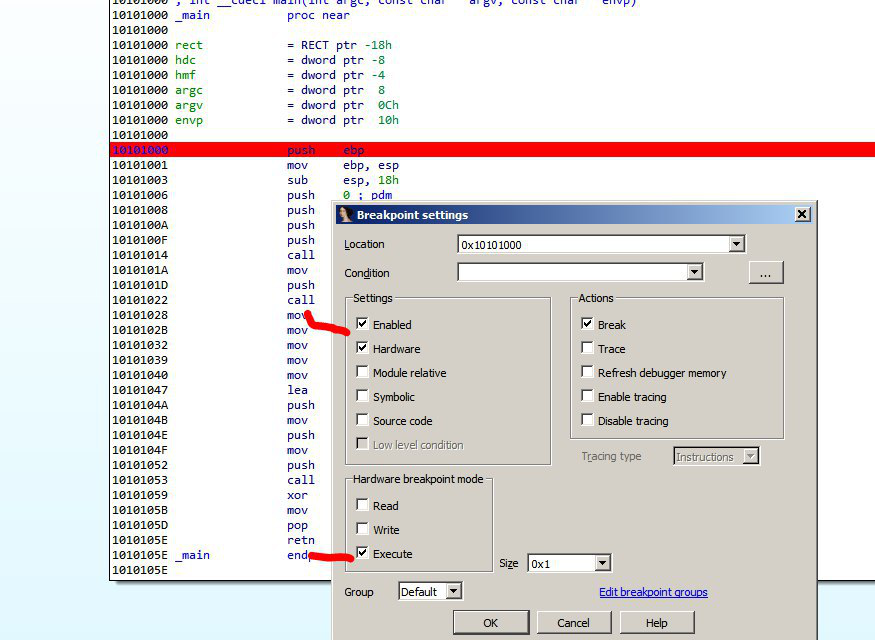 10101000 ; int __cdecl main(int argc, const char **argv, const char **envp)
10101000 _main proc near
10101000
10101000 rect = RECT ptr -18h
10101000 hdc = dword ptr -8
10101000 hmf = dword ptr -4
10101000 argc = dword ptr 8
10101000 argv = dword ptr 0Ch
10101000 envp = dword ptr 10h
10101000
10101000 push ebp
10101001 mov ebp, esp
10101003 sub esp, 18h
10101006 push 0 ; pdm
10101008 push
1010100A push
1010100F push
10101014 call
1010101A mov
1010101D push
10101022 call
10101028 mov
1010102B mov
10101032 mov
10101039 mov
10101040 mov
10101047 lea
1010104A push
1010104B mov
1010104E push
1010104F mov
10101052 push
10101053 call
10101059 xor
1010105B mov
1010105D pop
1010105E retn
1010105E _main endp
1010105E
Breakpoint settings
Location 0x10101000
Condition ...
Settings
Enabled
Hardware
Module relative
Symbolic
Source code
Low level condition
Actions
Break
Trace
Refresh debugger memory
Enable tracing
Disable tracing
Tracing type Instructions
Hardware breakpoint mode
Read
Write
Execute
Size 0x1
Group Default Edit breakpoint groups
OK Cancel Help